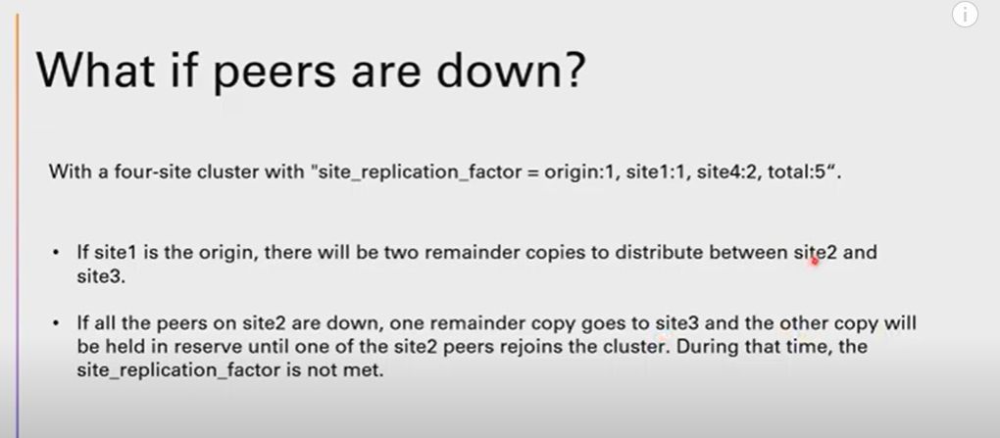 What if peers are down?
With a four-site cluster with "site_replication_factor = origin:1, site1:1, site4:2, total:5“.
• If site1 is the origin, there will be two remainder copies to distribute between site2 and
site3.
• If all the peers on site2 are down, one remainder copy goes to site3 and the other copy will
be held in reserve until one of the site2 peers rejoins the cluster. During that time, the
site_replication_factor is not met.